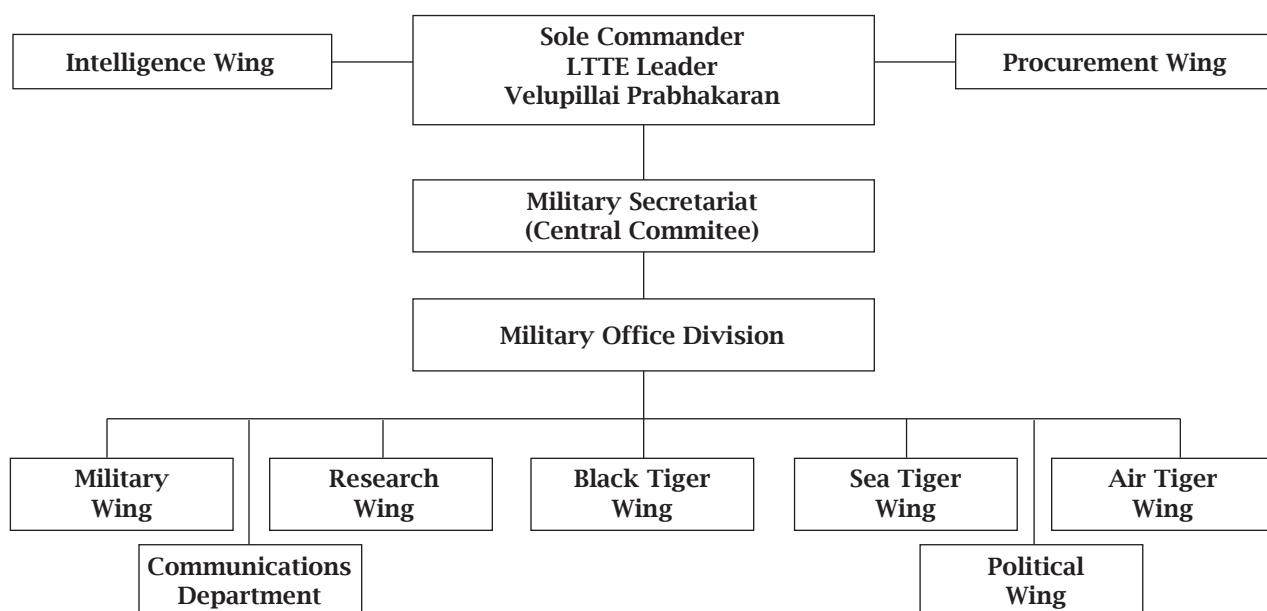 Intelligence Wing
Sole Commander
LTTE Leader
Velupillai Prabhakaran
Procurement Wing
Military Secretariat
(Central Commitee)
Military Office Division
Military
Wing
Research
Wing
Black Tiger
Wing
Sea Tiger
Wing
Air Tiger
Wing
Communications
Department
Political
Wing